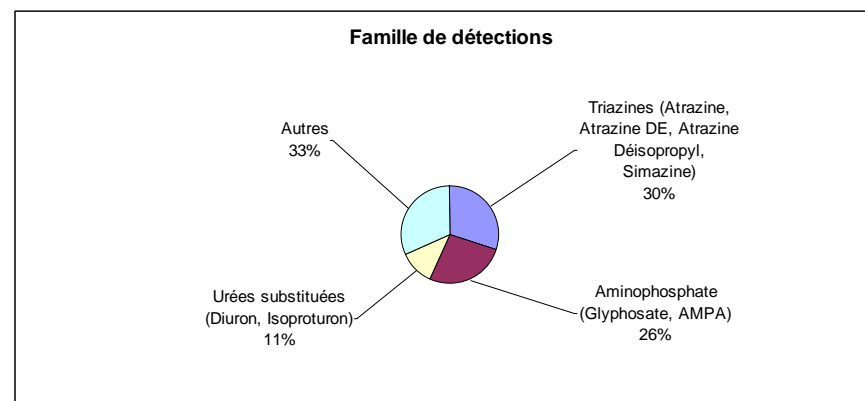 Famille de détections
Triazines (Atrazine,
Atrazine DE, Atrazine
Déisopropyl,
Simazine)
30%
Autres
33%
Urées substituées
(Diuron, Isoproturon)
11%
Aminophosphate
(Glyphosate, AMPA)
26%